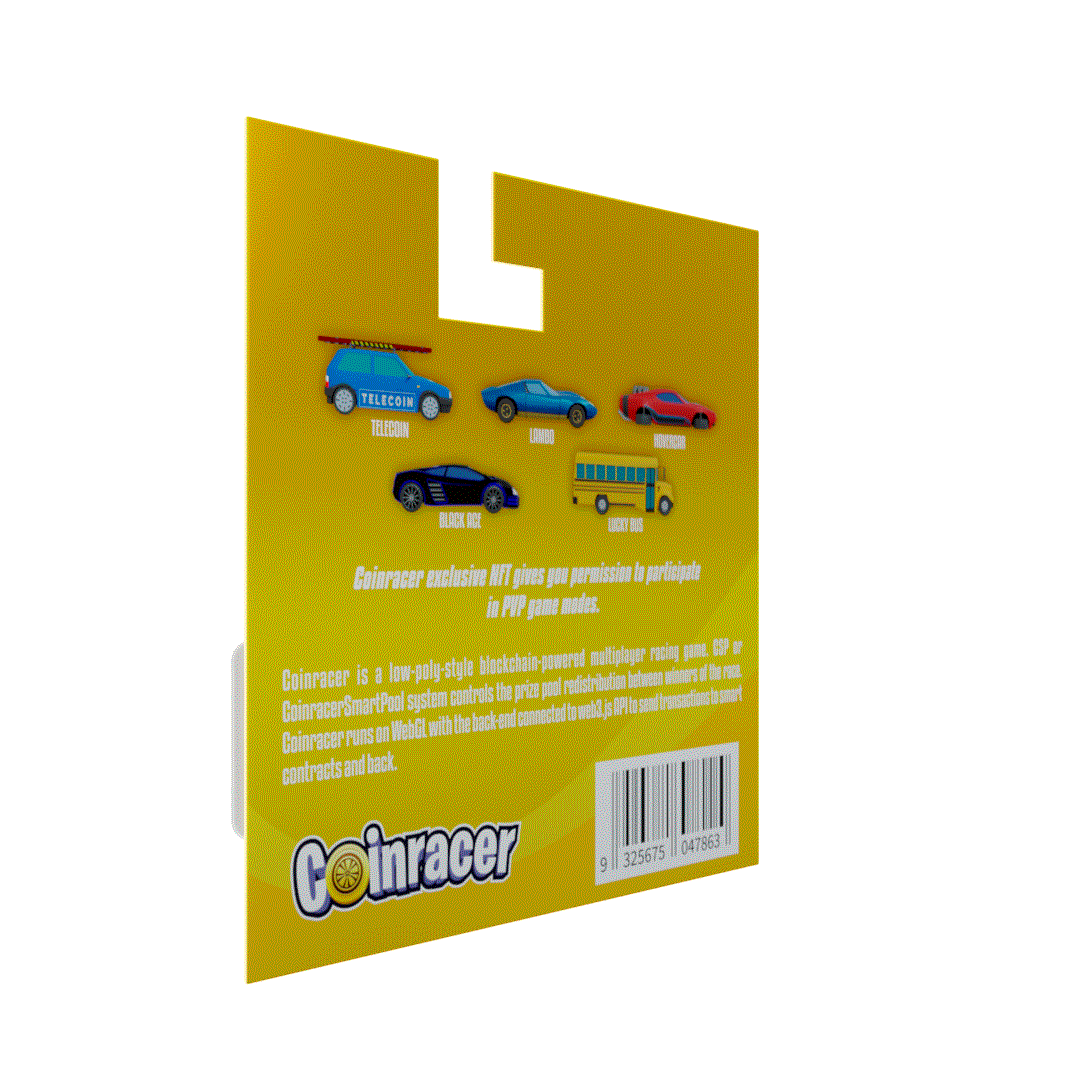 TELECOIN
TELECOIN
LAMBO
BLACK ACE
LUCKY BUS
Coinracer exclusive NFT gives you permission to participate
in PVP game modes.
Coinracer is a low-poly-style blockchain-powered multiplayer racing game. CSP or
CoinracerSmartPool system controls the prize pool redistribution between winners of the race.
Coinracer runs on WebGL with the back-end connected to web3.js API to send transactions to smart
contracts and back.
Coinracer
9 325675 047863